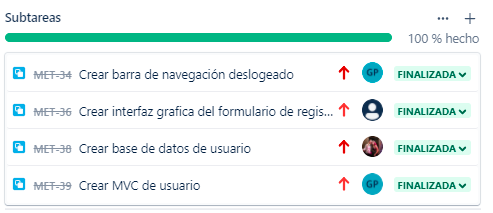 Subtareas
100 % hecho
MET-34 Crear barra de navegación deslogeado GP FINALIZADA
MET-36 Crear interfaz grafica del formulario de regis... FINALIZADA
MET-38 Crear base de datos de usuario FINALIZADA
MET-39 Crear MVC de usuario GP FINALIZADA